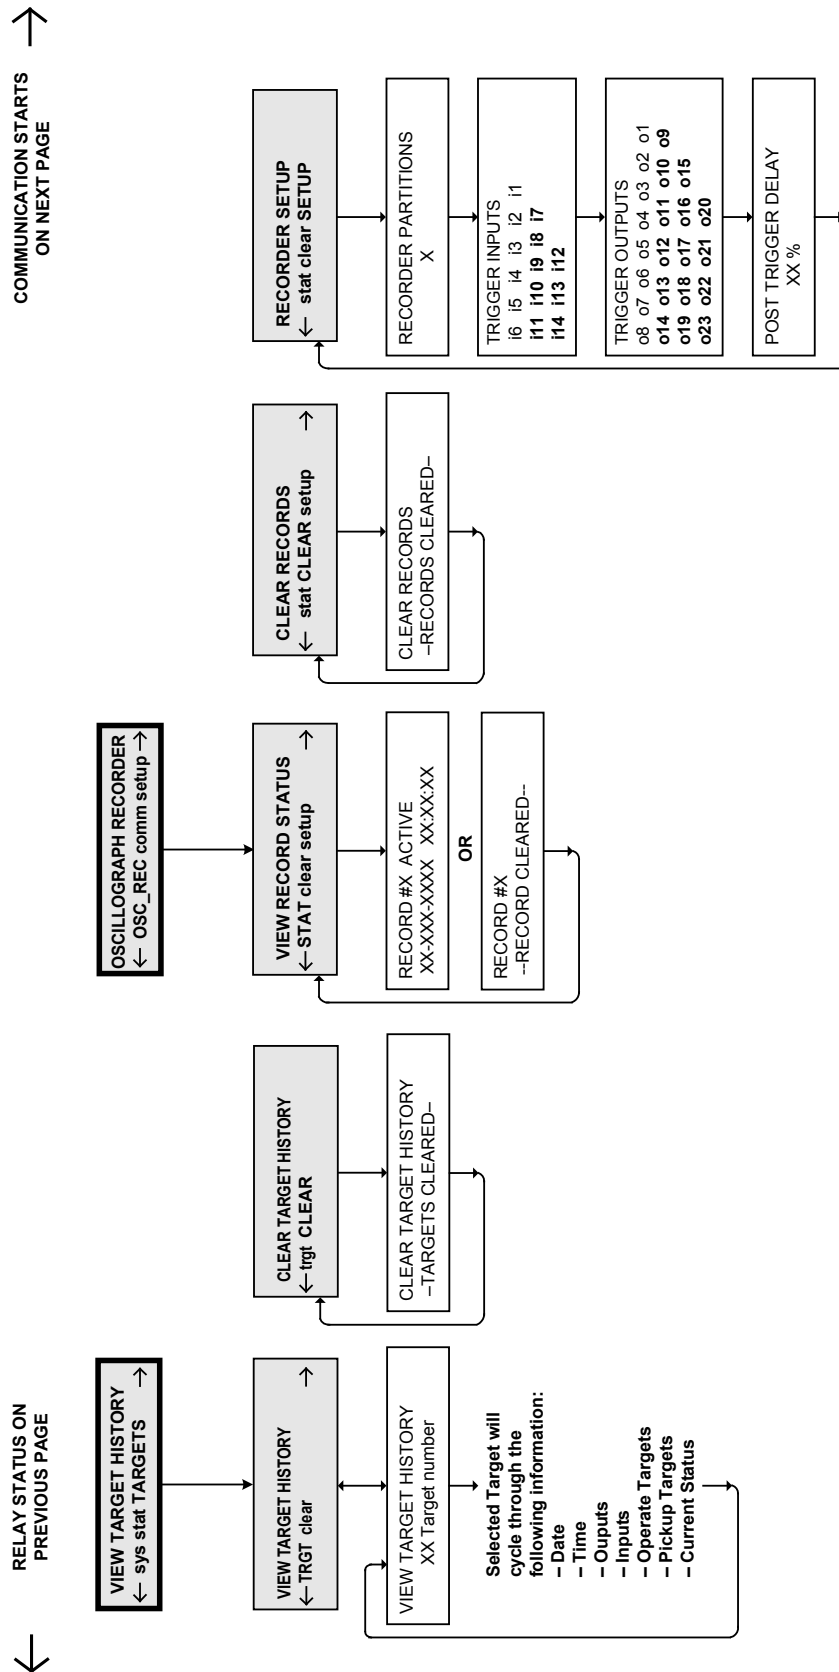 RELAY STATUS ON
PREVIOUS PAGE
COMMUNICATION STARTS
ON NEXT PAGE
VIEW TARGET HISTORY
← sys stat TARGETS →
VIEW TARGET HISTORY
←TRGT clear →
VIEW TARGET HISTORY
XX Target number
Selected Target will
cycle through the
following information:
– Date
– Time
– Ouputs
– Inputs
– Operate Targets
– Pickup Targets
– Current Status
CLEAR TARGET HISTORY
←trgt CLEAR
CLEAR TARGET HISTORY
–TARGETS CLEARED–
OSCILLOGRAPH RECORDER
← OSC_REC comm setup →
VIEW RECORD STATUS
←STAT clear setup →
RECORD #X ACTIVE
XX-XXX-XXXX XX:XX:XX
OR
RECORD #X
--RECORD CLEARED--
CLEAR RECORDS
← stat CLEAR setup →
CLEAR RECORDS
–RECORDS CLEARED–
RECORDER SETUP
← stat clear SETUP
RECORDER PARTITIONS
X
TRIGGER INPUTS
i6 i5 i4 i3 i2 i1
i11 i10 i9 i8 i7
i14 i13 i12
TRIGGER OUTPUTS
o8 o7 o6 o5 o4 o3 o2 o1
o14 o13 o12 o11 o10 o9
o19 o18 o17 o16 o15
o23 o22 o21 o20
POST TRIGGER DELAY
XX %